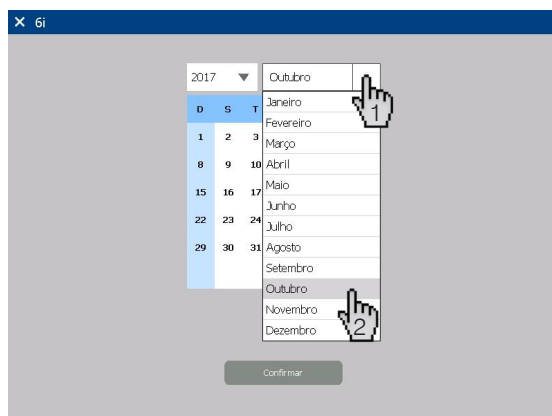 6i
2017 Outubro
D S T
1 2 3
8 9 10
15 16 17
22 23 24
29 30 31
Janeiro
Fevereiro
Março
Abril
Maio
Junho
Julho
Agosto
Setembro
Outubro
Novembro
Dezembro
1
2
Confirmar